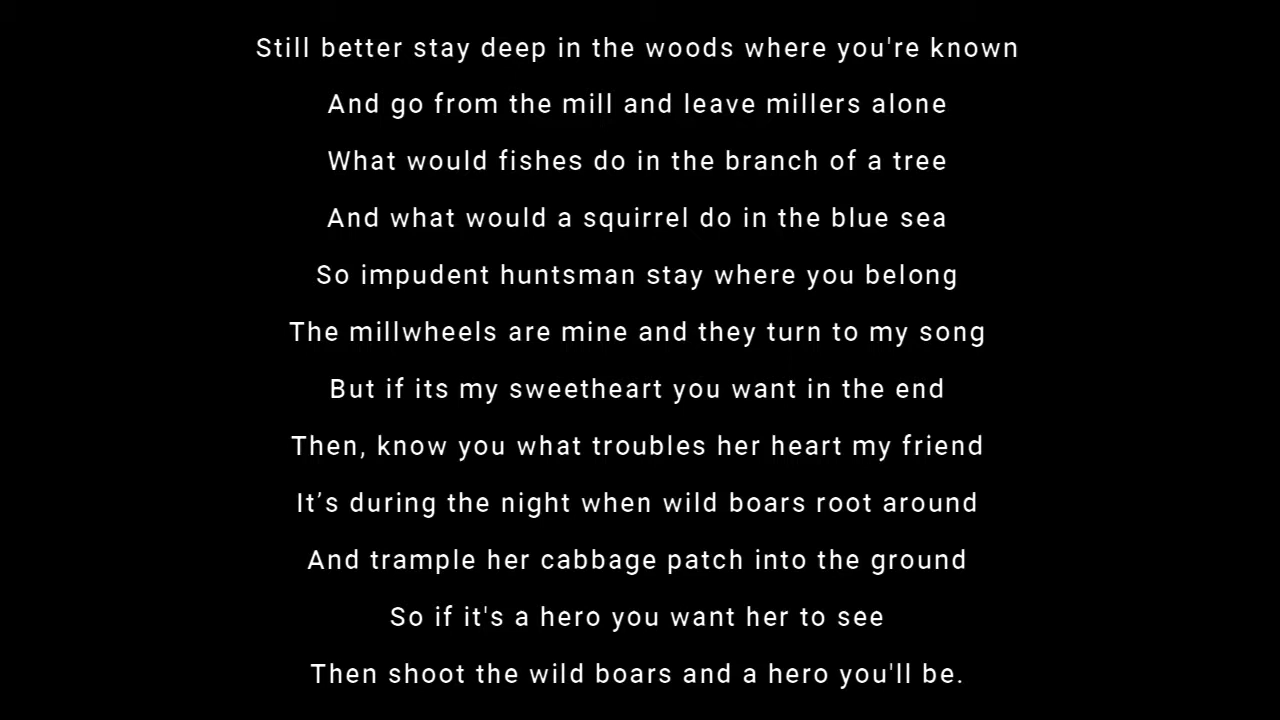 Still better stay deep in the woods where you're known
And go from the mill and leave millers alone
What would fishes do in the branch of a tree
And what would a squirrel do in the blue sea
So impudent huntsman stay where you belong
The millwheels are mine and they turn to my song
But if its my sweetheart you want in the end
Then, know you what troubles her heart my friend
It’s during the night when wild boars root around
And trample her cabbage patch into the ground
So if it's a hero you want her to see
Then shoot the wild boars and a hero you'll be.